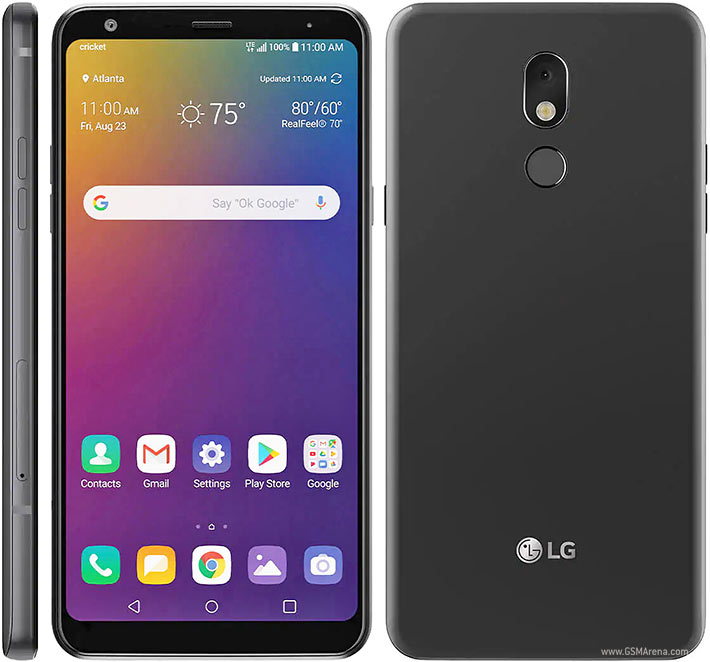 cricket
LTE 100% 11:00 AM
Atlanta
Updated 11:00 AM
11:00 AM
Fri, Aug 23
75°
80°/60°
RealFeel® 70°
G Say "Ok Google"
Contacts
Gmail
Settings
Play Store
Google
LG
www.GSMArena.com